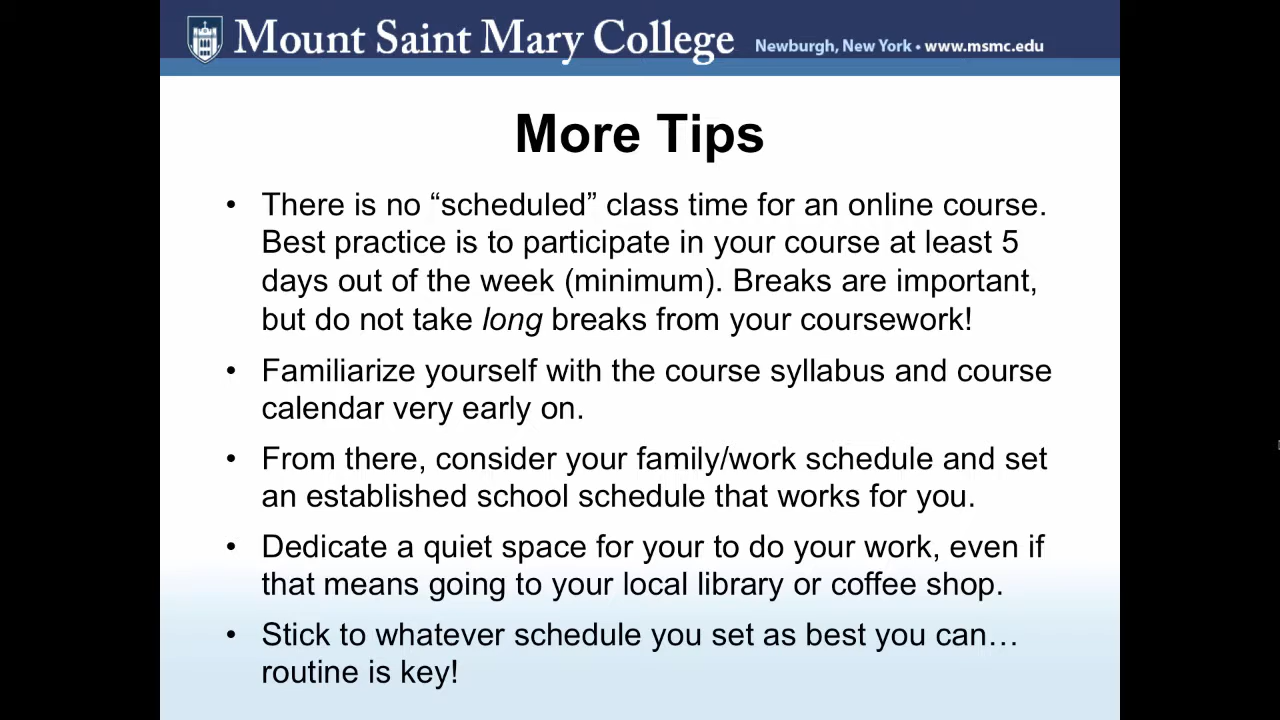 Mount Saint Mary College Newburgh, New York • www.msmc.edu
More Tips
• There is no “scheduled” class time for an online course.
Best practice is to participate in your course at least 5
days out of the week (minimum). Breaks are important,
but do not take long breaks from your coursework!
• Familiarize yourself with the course syllabus and course
calendar very early on.
• From there, consider your family/work schedule and set
an established school schedule that works for you.
• Dedicate a quiet space for your to do your work, even if
that means going to your local library or coffee shop.
• Stick to whatever schedule you set as best you can…
routine is key!